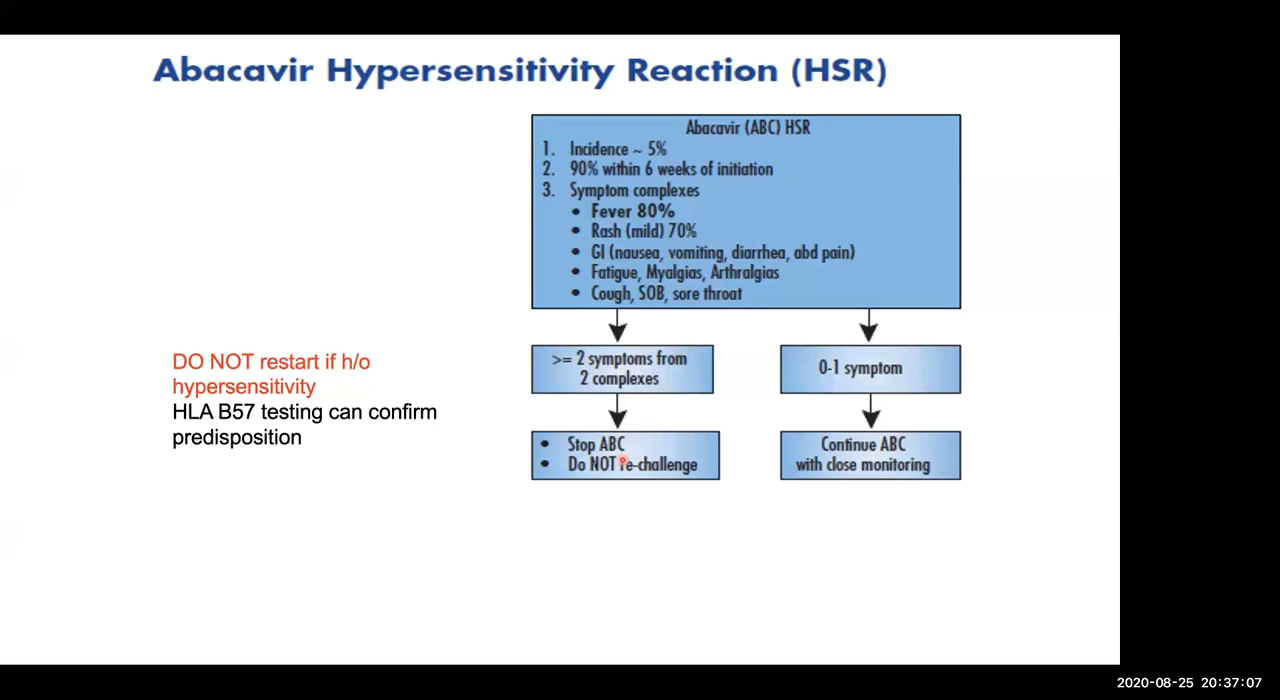 Abacavir Hypersensitivity Reaction (HSR)
Abacavir (ABC) HSR
1. Incidence ~ 5%
2. 90% within 6 weeks of initiation
3. Symptom complexes
• Fever 80%
• Rash (mild) 70%
• GI (nausea, vomiting, diarrhea, abd pain)
• Fatigue, Myalgias, Arthralgias
• Cough, SOB, sore throat
>= 2 symptoms from
2 complexes
0-1 symptom
• Stop ABC
• Do NOT re-challenge
Continue ABC
with close monitoring
DO NOT restart if h/o
hypersensitivity
HLA B57 testing can confirm
predisposition
2020-08-25 20:37:07